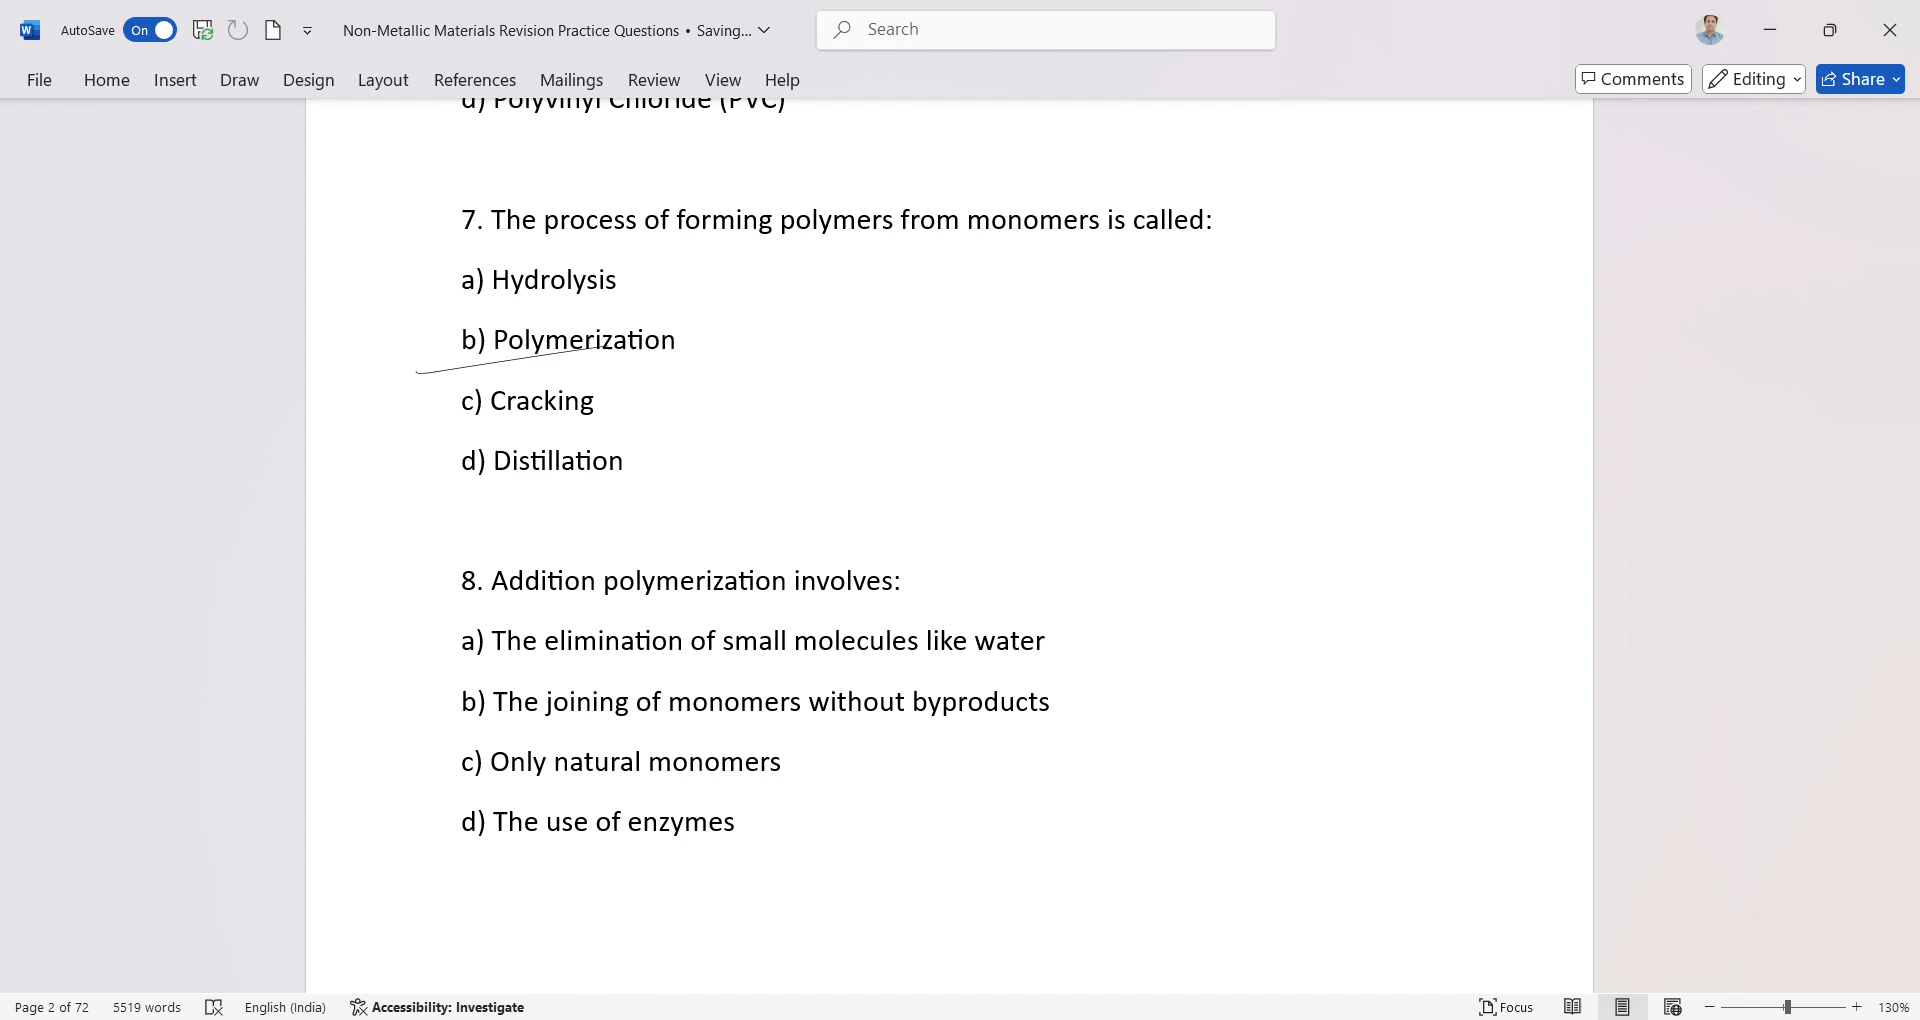 AutoSave On Non-Metallic Materials Revision Practice Questions • Saving... Search
File Home Insert Draw Design Layout References Mailings Review View Help Comments Editing Share
d) Polyvinyl Chloride (PVC)
7. The process of forming polymers from monomers is called:
a) Hydrolysis
b) Polymerization
c) Cracking
d) Distillation
8. Addition polymerization involves:
a) The elimination of small molecules like water
b) The joining of monomers without byproducts
c) Only natural monomers
d) The use of enzymes
Page 2 of 72 5519 words English (India) Accessibility: Investigate Focus 130%